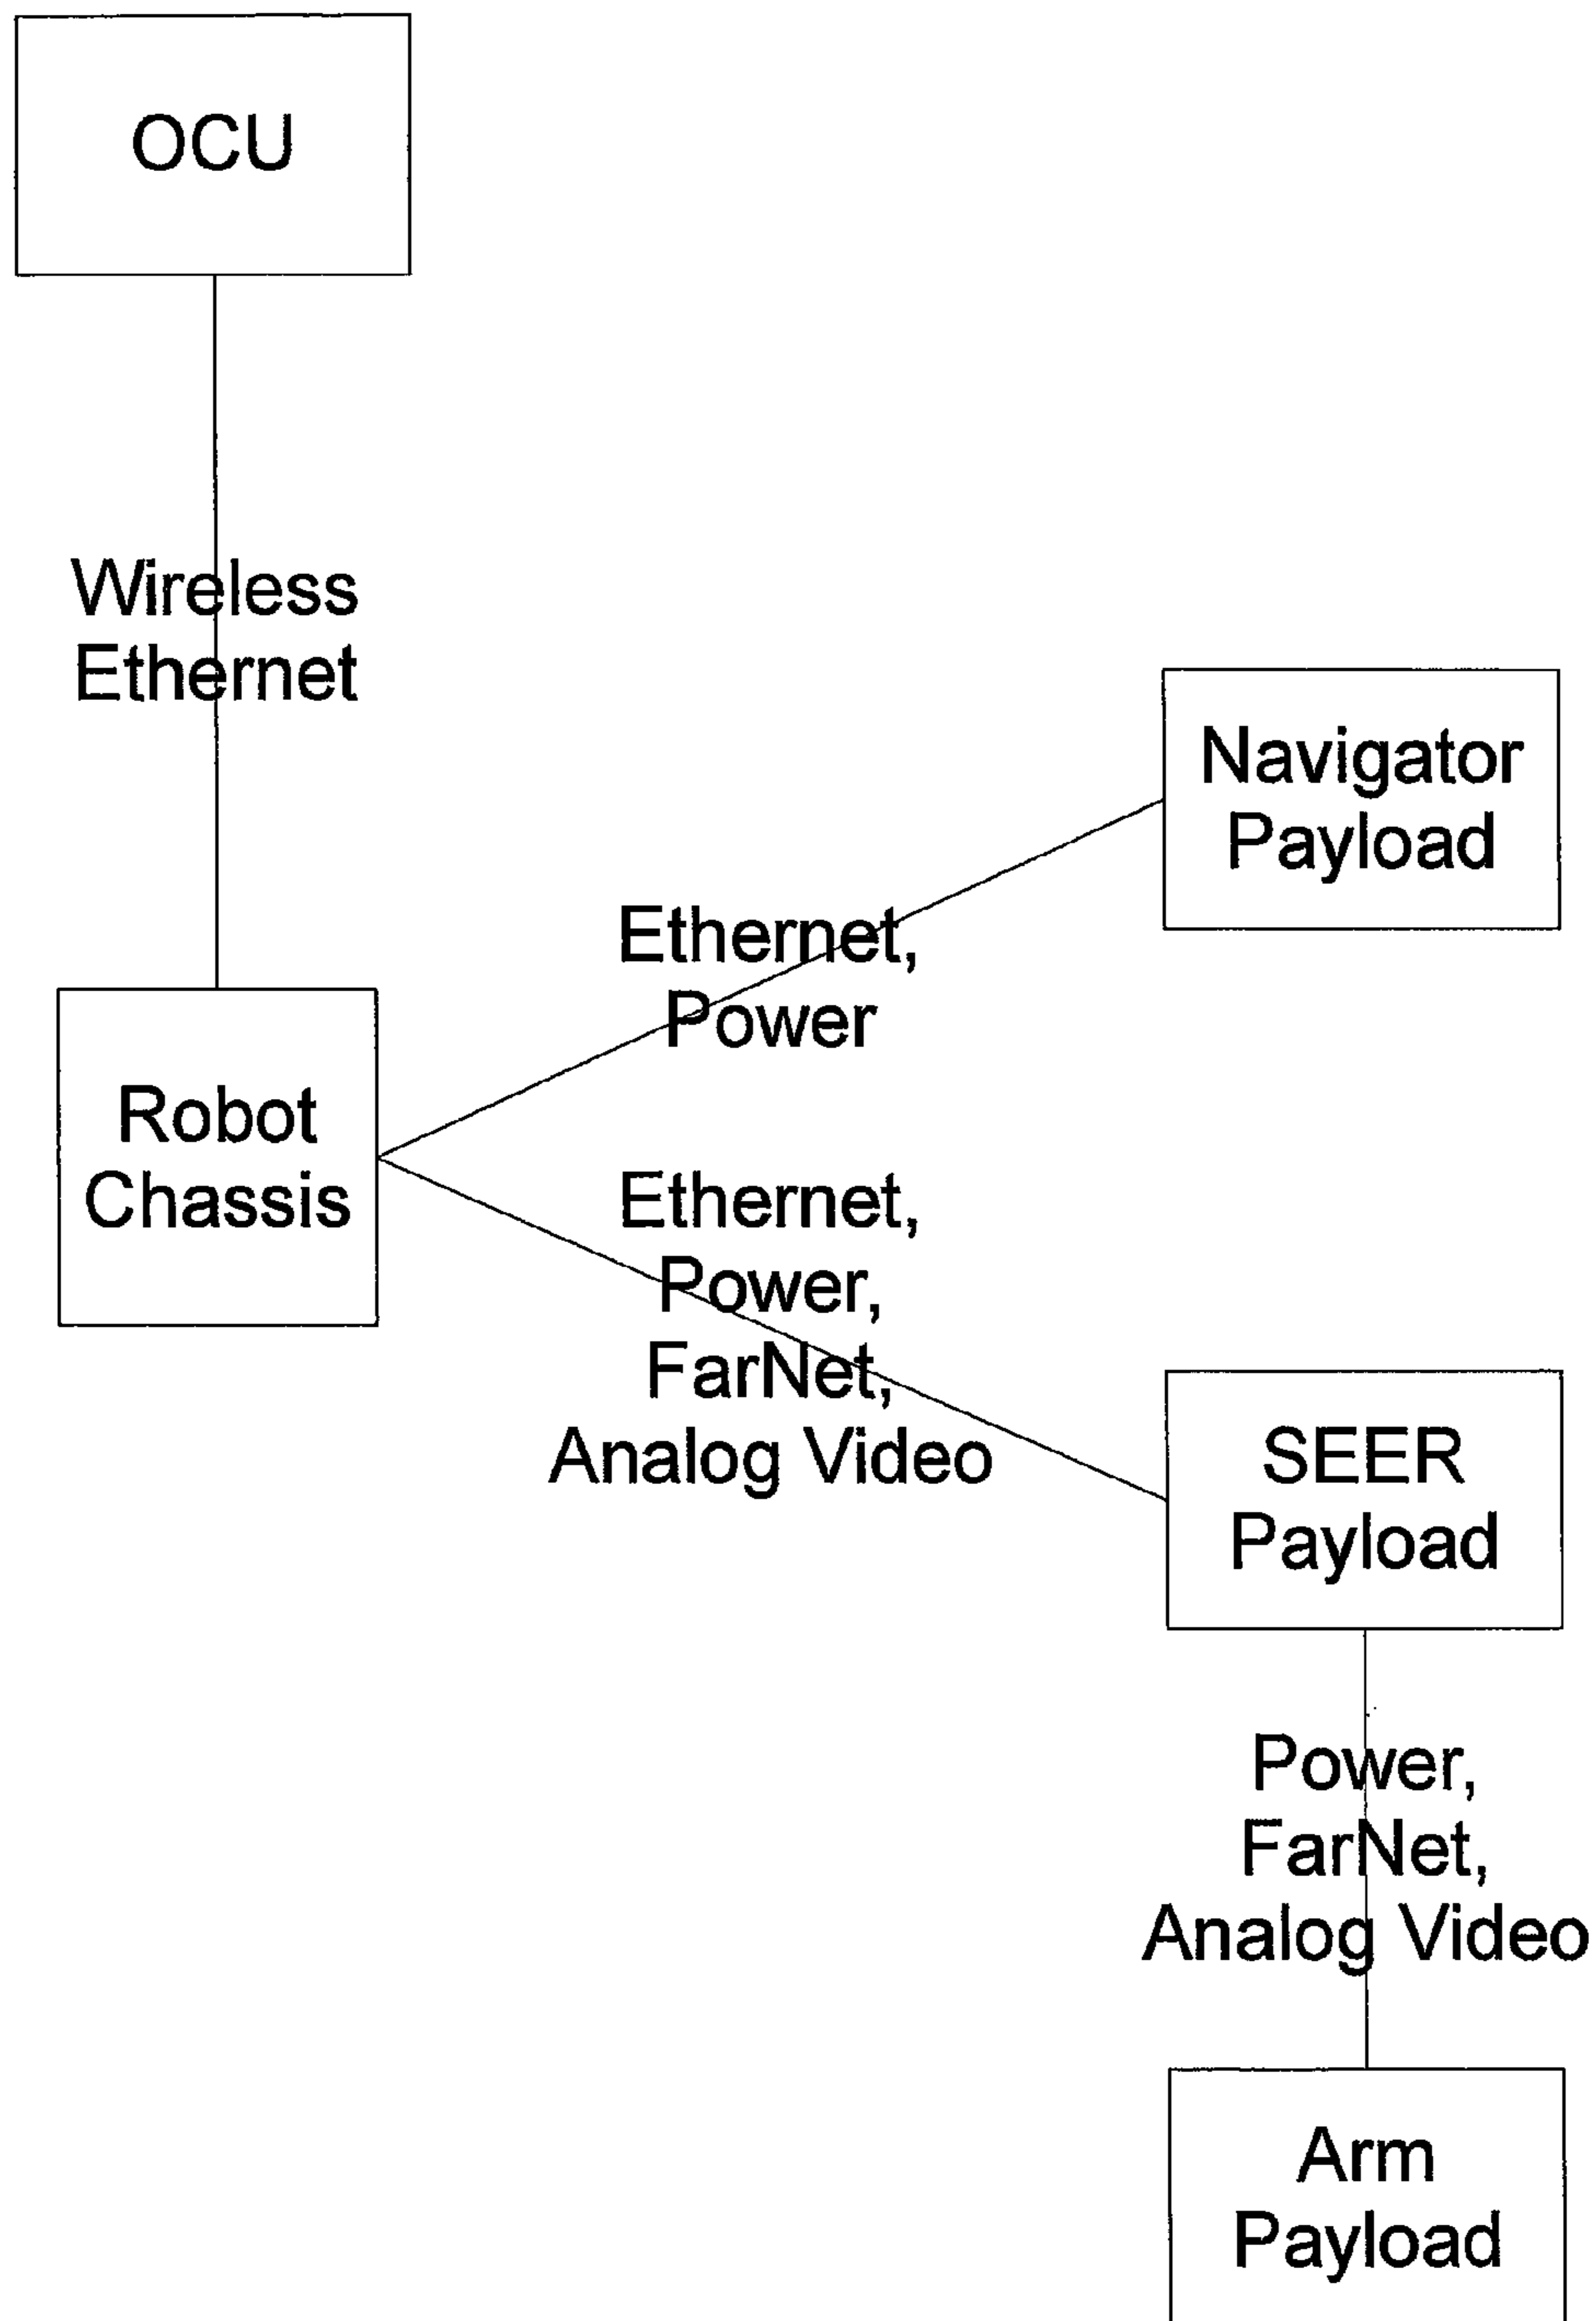 OCU
Wireless
Ethernet
Navigator
Payload
Ethernet,
Power
Robot
Chassis
Ethernet,
Power,
FarNet,
Analog Video
SEER
Payload
Power,
FarNet,
Analog Video
Arm
Payload